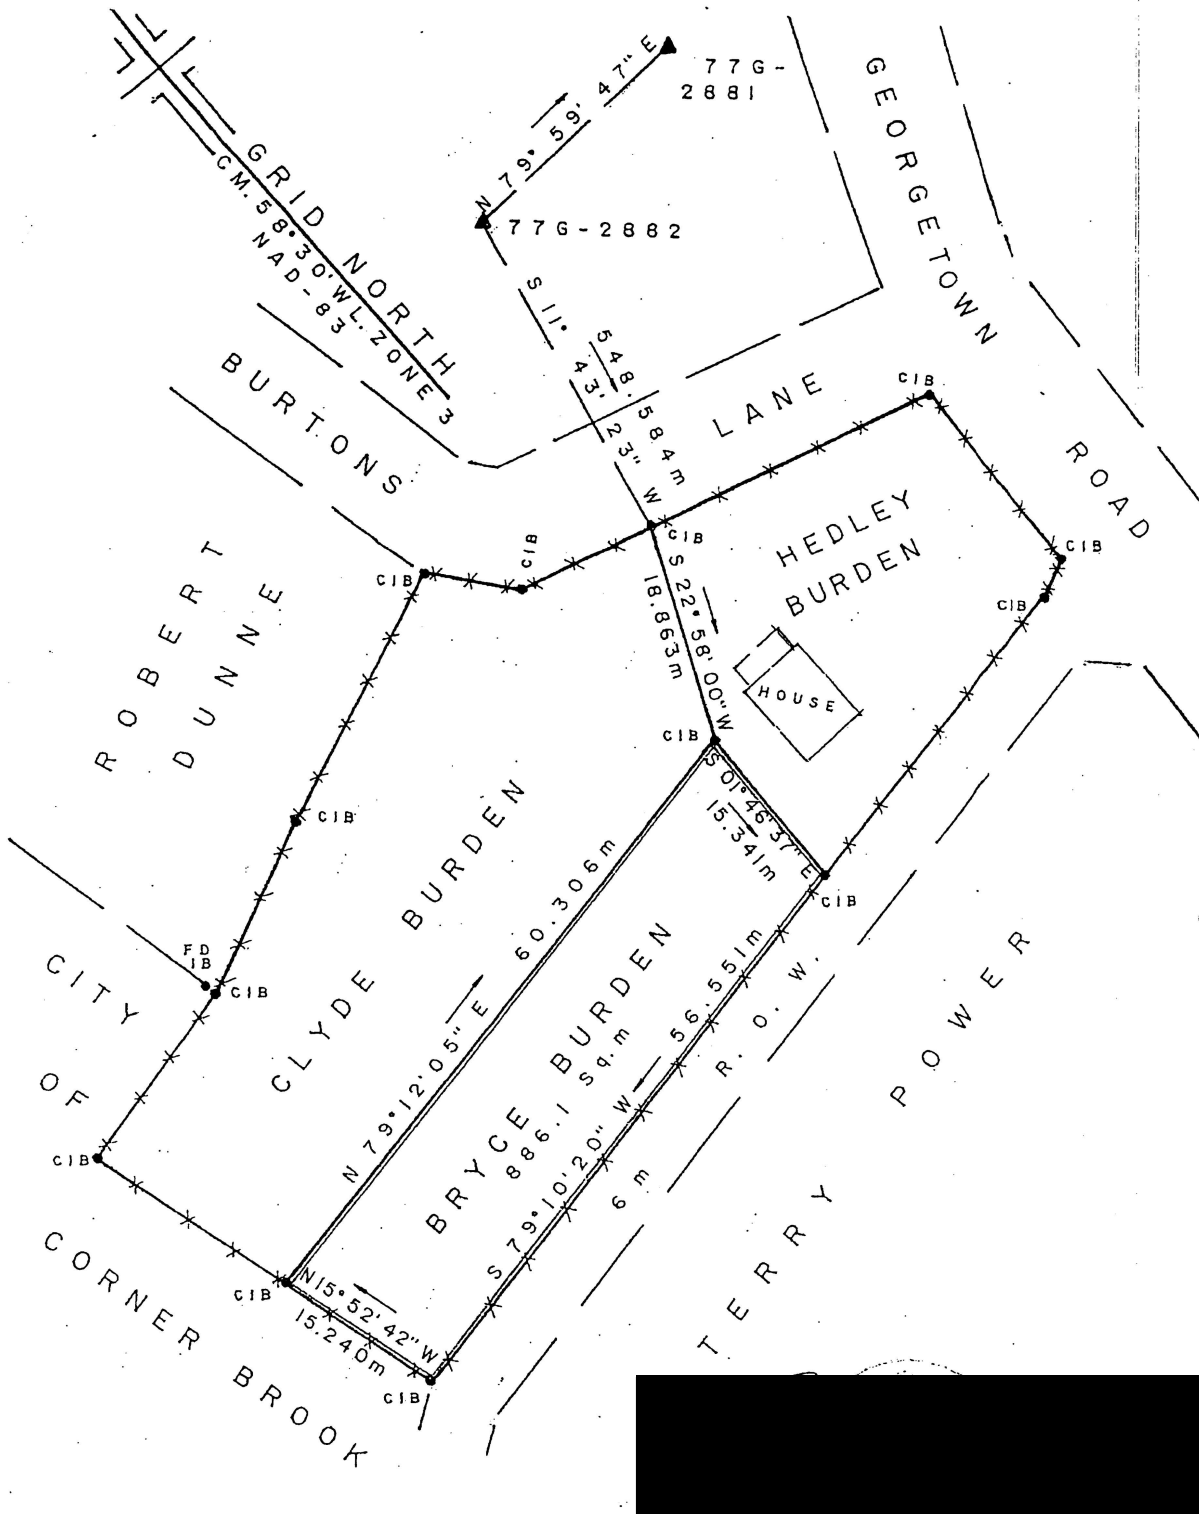 GRID NORTH
CM. 58°30' WL. ZONE 3
NAD-83
N 79° 59' 47" E
77G-
2881
77G-2882
S 11° 43' 23" W
548.584m
GEORGETOWN ROAD
BURTONS LANE
CIB
CIB
CIB
CIB
CIB
CIB
HEDLEY
BURDEN
HOUSE
S 22° 58' 00" W
18.863m
CIB
S 01° 46' 37" E
15.341m
CIB
ROBERT
DUNNE
CIB
FD
IB
CIB
CIB
CLYDE BURDEN
N 79° 12' 05" E 60.306m
BRYCE BURDEN
886.1 Sq.m
S 79° 10' 20" W 56.551m
6m R.O.W.
TERRY POWER
CIB
N 15° 52' 42" W
15.240m
CIB
CITY OF
CORNER BROOK